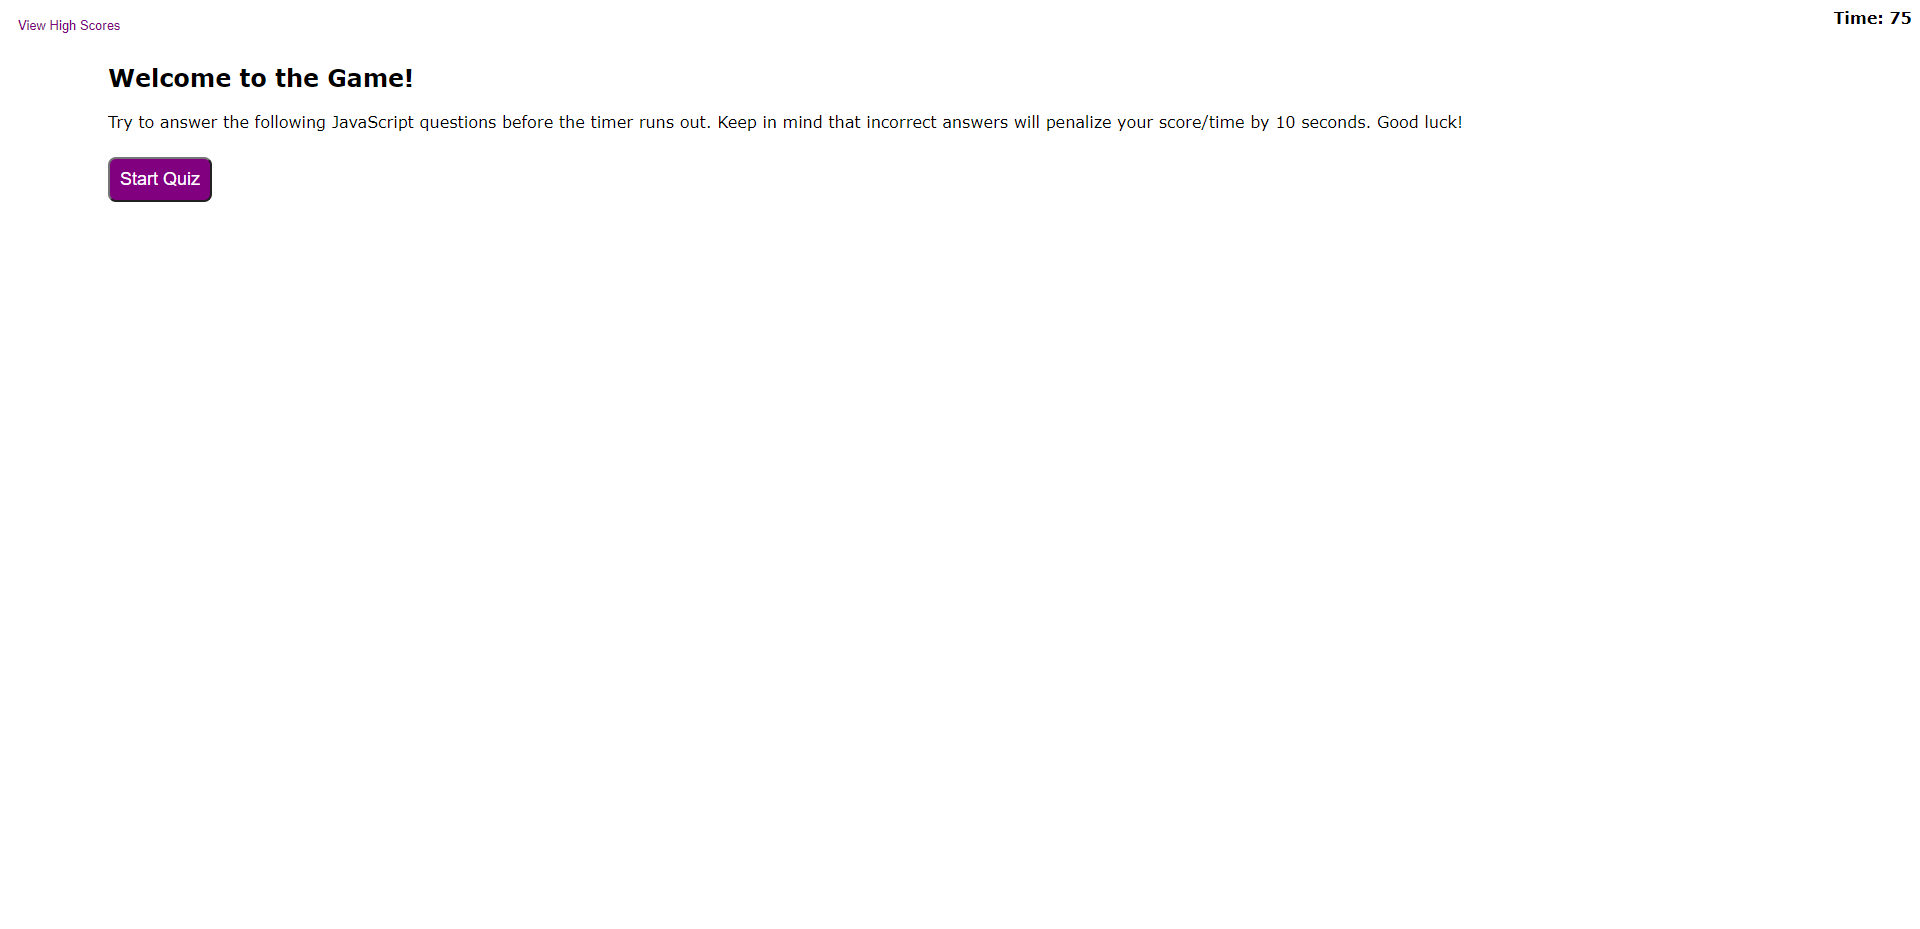 View High Scores
Time: 75
Welcome to the Game!
Try to answer the following JavaScript questions before the timer runs out. Keep in mind that incorrect answers will penalize your score/time by 10 seconds. Good luck!
Start Quiz